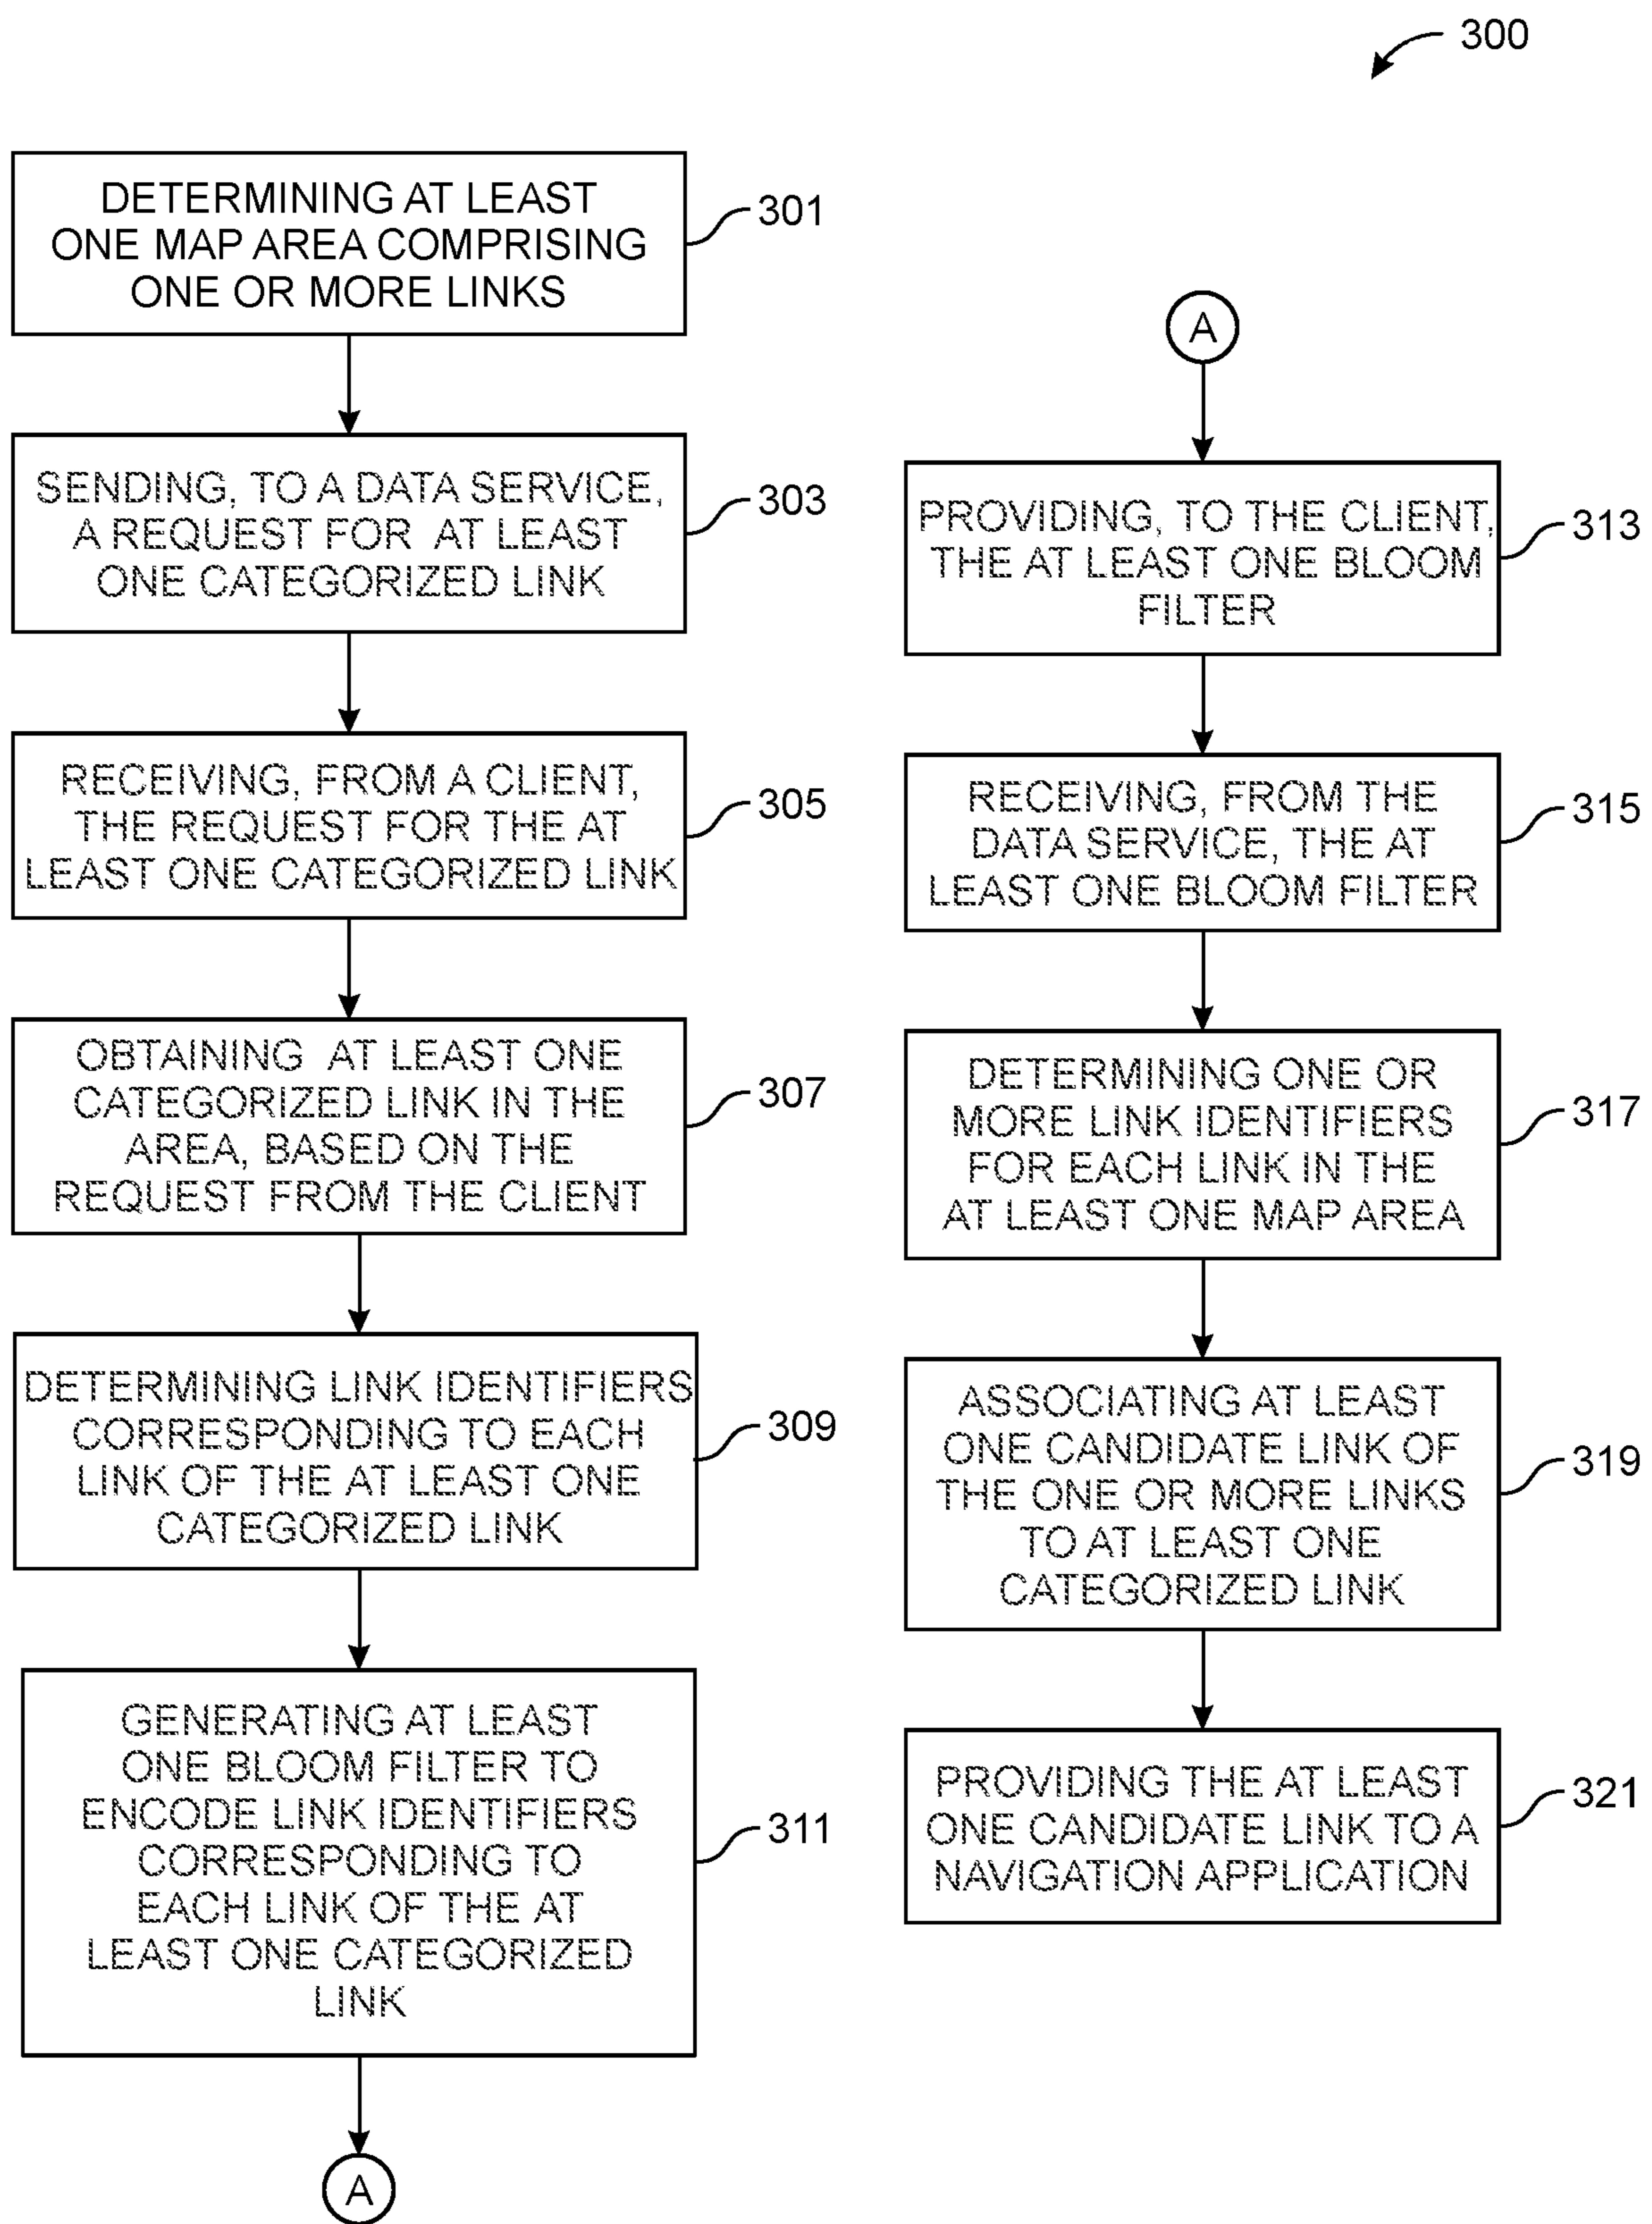 300
DETERMINING AT LEAST
ONE MAP AREA COMPRISING
ONE OR MORE LINKS
301
SENDING, TO A DATA SERVICE,
A REQUEST FOR AT LEAST
ONE CATEGORIZED LINK
303
RECEIVING, FROM A CLIENT,
THE REQUEST FOR THE AT
LEAST ONE CATEGORIZED LINK
305
OBTAINING AT LEAST ONE
CATEGORIZED LINK IN THE
AREA, BASED ON THE
REQUEST FROM THE CLIENT
307
DETERMINING LINK IDENTIFIERS
CORRESPONDING TO EACH
LINK OF THE AT LEAST ONE
CATEGORIZED LINK
309
GENERATING AT LEAST
ONE BLOOM FILTER TO
ENCODE LINK IDENTIFIERS
CORRESPONDING TO
EACH LINK OF THE AT
LEAST ONE CATEGORIZED
LINK
311
A
A
PROVIDING, TO THE CLIENT,
THE AT LEAST ONE BLOOM
FILTER
313
RECEIVING, FROM THE
DATA SERVICE, THE AT
LEAST ONE BLOOM FILTER
315
DETERMINING ONE OR
MORE LINK IDENTIFIERS
FOR EACH LINK IN THE
AT LEAST ONE MAP AREA
317
ASSOCIATING AT LEAST
ONE CANDIDATE LINK OF
THE ONE OR MORE LINKS
TO AT LEAST ONE
CATEGORIZED LINK
319
PROVIDING THE AT LEAST
ONE CANDIDATE LINK TO A
NAVIGATION APPLICATION
321